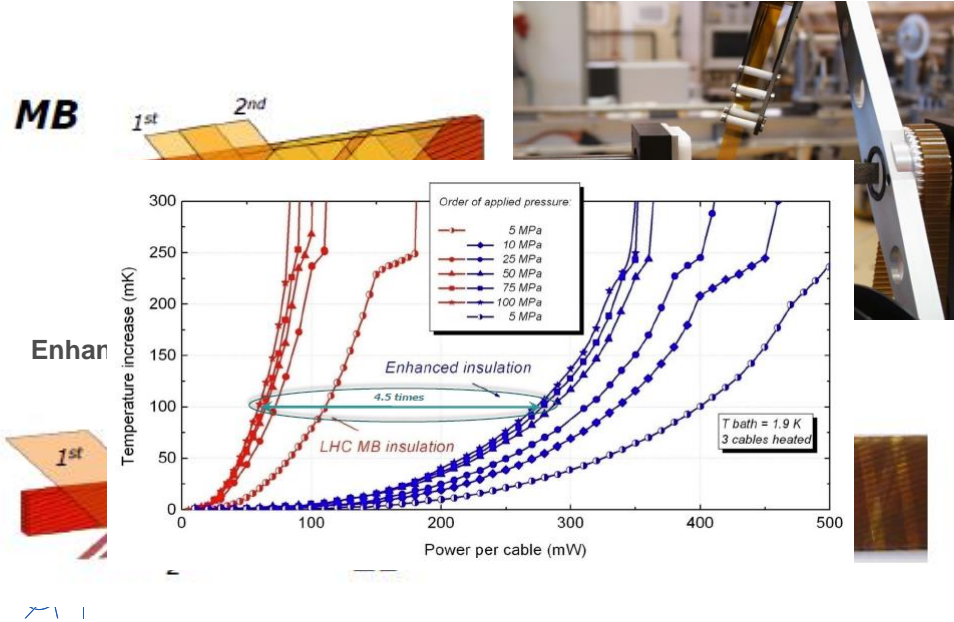 MB
1st
2nd
Order of applied pressure:
5 MPa
10 MPa
25 MPa
50 MPa
75 MPa
100 MPa
5 MPa
300
250
200
150
100
50
0
Temperature increase (mK)
Enhan
Enhanced insulation
4.5 times
LHC MB insulation
T bath = 1.9 K
3 cables heated
1st
0
100
200
300
400
500
Power per cable (mW)